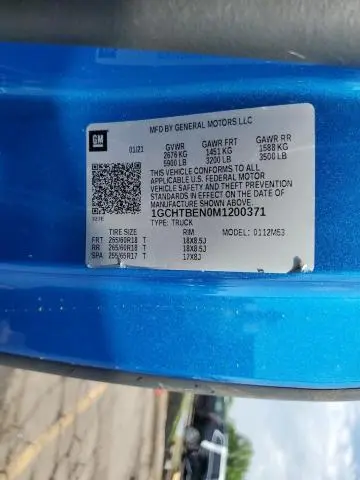 MFD BY GENERAL MOTORS LLC
GM
01/21 GVWR GAWR FRT GAWR RR
2676 KG 1451 KG 1588 KG
5900 LB 3200 LB 3500 LB
THIS VEHICLE CONFORMS TO ALL
APPLICABLE U.S. FEDERAL MOTOR
VEHICLE SAFETY AND THEFT PREVENTION
STANDARDS IN EFFECT ON THE DATE OF
MANUFACTURE SHOWN ABOVE.
1GCHTBEN0M1200371
TYPE: TRUCK
TIRE SIZE RIM MODEL: 0112M53
FRT 265/60R18 T 18X8.5J
RR 265/60R18 T 18X8.5J
SPA 255/65R17 T 17X8J